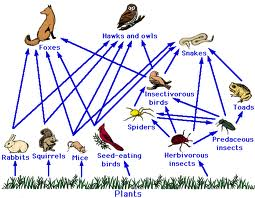 Foxes
Hawks and owls
Snakes
Insectivorous
birds
Toads
Spiders
Predaceous
insects
Rabbits
Squirrels
Mice
Seed-eating
birds
Herbivorous
insects
Plants